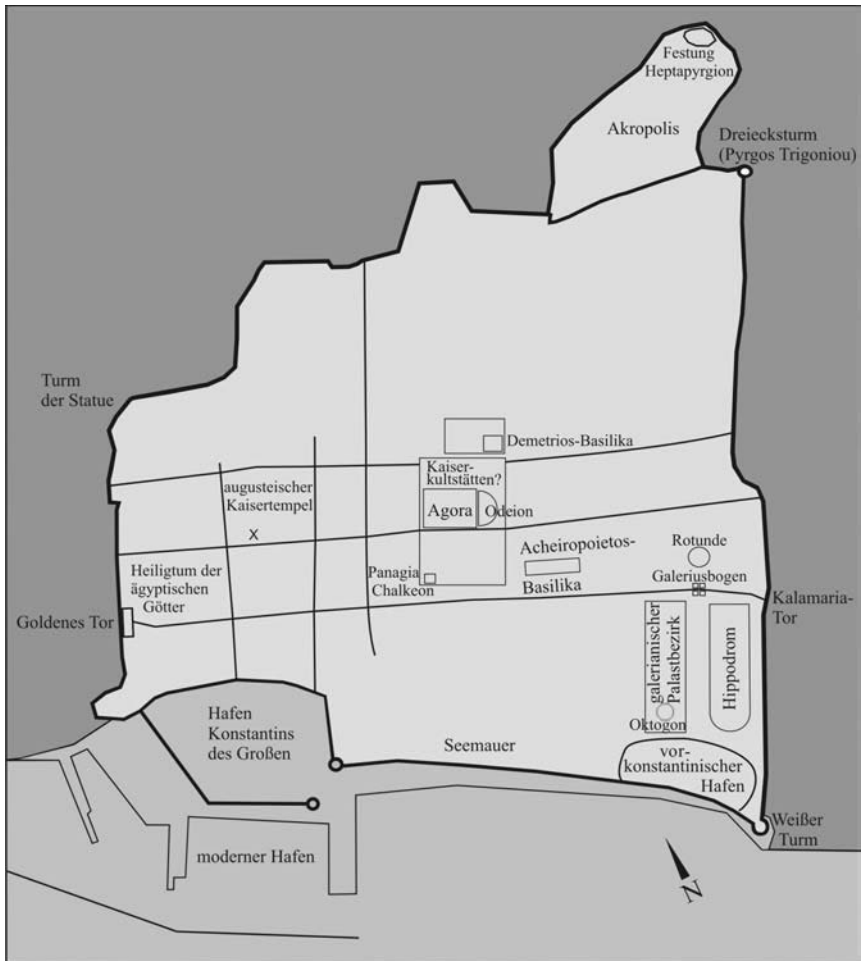 Festung
Heptapyrgion
Akropolis
Dreiecksturm
(Pyrgos Trigoniou)
Turm
der Statue
Demetrios-Basilika
Kaiser-
kultstätten?
augusteischer
Kaisertempel
Agora
Odeion
X
Acheiropoietos-
Basilika
Rotunde
Galeriusbogen
Heiligtum der
ägyptischen
Götter
Panagia
Chalkeon
Goldenes Tor
Kalamaria-
Tor
galerianischer
Palastbezirk
Hippodrom
Oktogon
Hafen
Konstantins
des Großen
Seemauer
vor-
konstantinischer
Hafen
Weißer
Turm
moderner Hafen
N